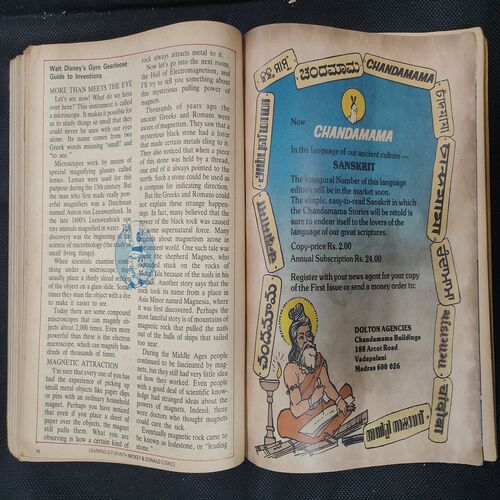 Walt Disney's Gyro Gearloose
Guide to Inventions
MORE THAN MEETS THE EYE
Let's see now! What do we have
over here? This instrument is called
a microscope. It makes it possible for
us to study things so small that they
could never be seen with our eyes
alone. Its name comes from two
Greek words meaning "small" and
"to see."
Microscopes work by means of
special magnifying glasses called
lenses. Lenses were used for this
purpose during the 13th century. But
the man who first made really pow-
erful magnifiers was a Dutchman
named Anton van Leeuwenhoek. In
the late 1600's Leeuwenhoek saw
tiny animals magnified in water
discovery was the beginning of
science of microbiology (the study
small living things).
When scientists examine
thing under a microscope,
usually place a thinly sliced
of the object on a glass slide. Some-
times they stain the object with a dye
to make it easier to see.
Today there are some compound
microscopes that can magnify ob-
jects about 2,000 times. Even more
powerful than these is the electron
microscope, which can magnify hun-
dreds of thousands of times.
MAGNETIC ATTRACTION
I'm sure that every one of you has
had the experience of picking up
small metal objects like paper clips
or pins with an ordinary household
magnet. Perhaps you have noticed
that even if you place a sheet of
paper over the objects, the magnet
still pulls them. What you are
observing is how a certain kind of
42
rock always attracts metal to it.
Now let's go into the next room,
the Hall of Electromagnetism, and
I'll try to tell you something about
this mysterious pulling power of
magnets.
Thousands of years ago the
ancient Greeks and Romans were
aware of magnetism. They saw that a
mysterious black stone had a force
that made certain metals cling to it.
They also noticed that when a piece
of this stone was held by a thread,
one end of it always pointed to the
north. Such a stone could be used as
a compass for indicating direction.
But the Greeks and Romans could
not explain these strange happen-
ings. In fact, many believed that the
power of the black rock was caused
supernatural force. Many
about magnetism arose in
world. One such tale was
shepherd Magnes, who
on the rocks of
because of the nails in his
Another story says that the
rock took its name from a place in
Asia Minor named Magnesia, where
it was first discovered. Perhaps the
most fanciful story is of mountains of
magnetic rock that pulled the nails
out of the hulls of ships that sailed
too near.
During the Middle Ages people
continued to be fascinated by mag-
nets, but they still had very little idea
of how they worked. Even people
with a good deal of scientific know-
ledge had strange ideas about the
powers of magnets. Indeed, there
were doctors who thought magnets
could cure the sick.
Eventually magnetic rock came to
be known as lodestone, or "leading
LEARNING IS FUN WITH MICKEY & DONALD COMICS
ಚಂದಮಾಮ
CHANDAMAMA
Now
CHANDAMAMA
In the language of our ancient culture —
SANSKRIT
The inaugural Number of this language
edition will be in the market soon.
The simple, easy-to-read Sanskrit in which
the Chandamama Stories will be retold is
sure to endear itself to the lovers of the
language of our great scriptures.
Copy-price Rs. 2.00
Annual Subscription Rs. 24.00
Register with your news agent for your copy
of the First Issue or send a money order to:
DOLTON AGENCIES
Chandamama Buildings
188 Arcot Road
Vadapalani
Madras 600 026